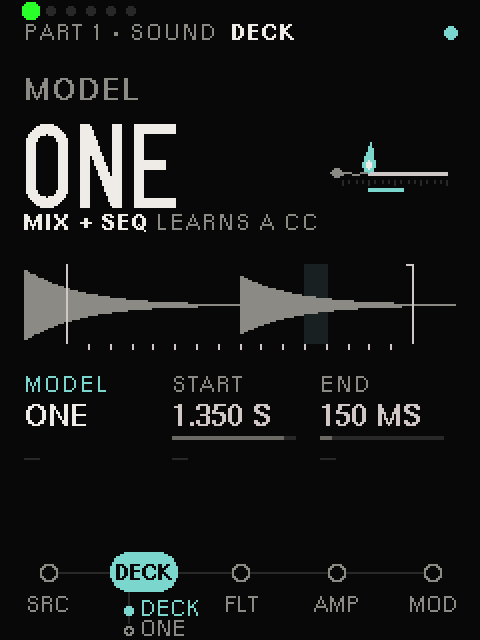 PART 1 · SOUND DECK
MODEL
ONE
MIX + SEQ LEARNS A CC
MODEL START END
ONE 1.350 S 150 MS
SRC DECK FLT AMP MOD
DECK
ONE